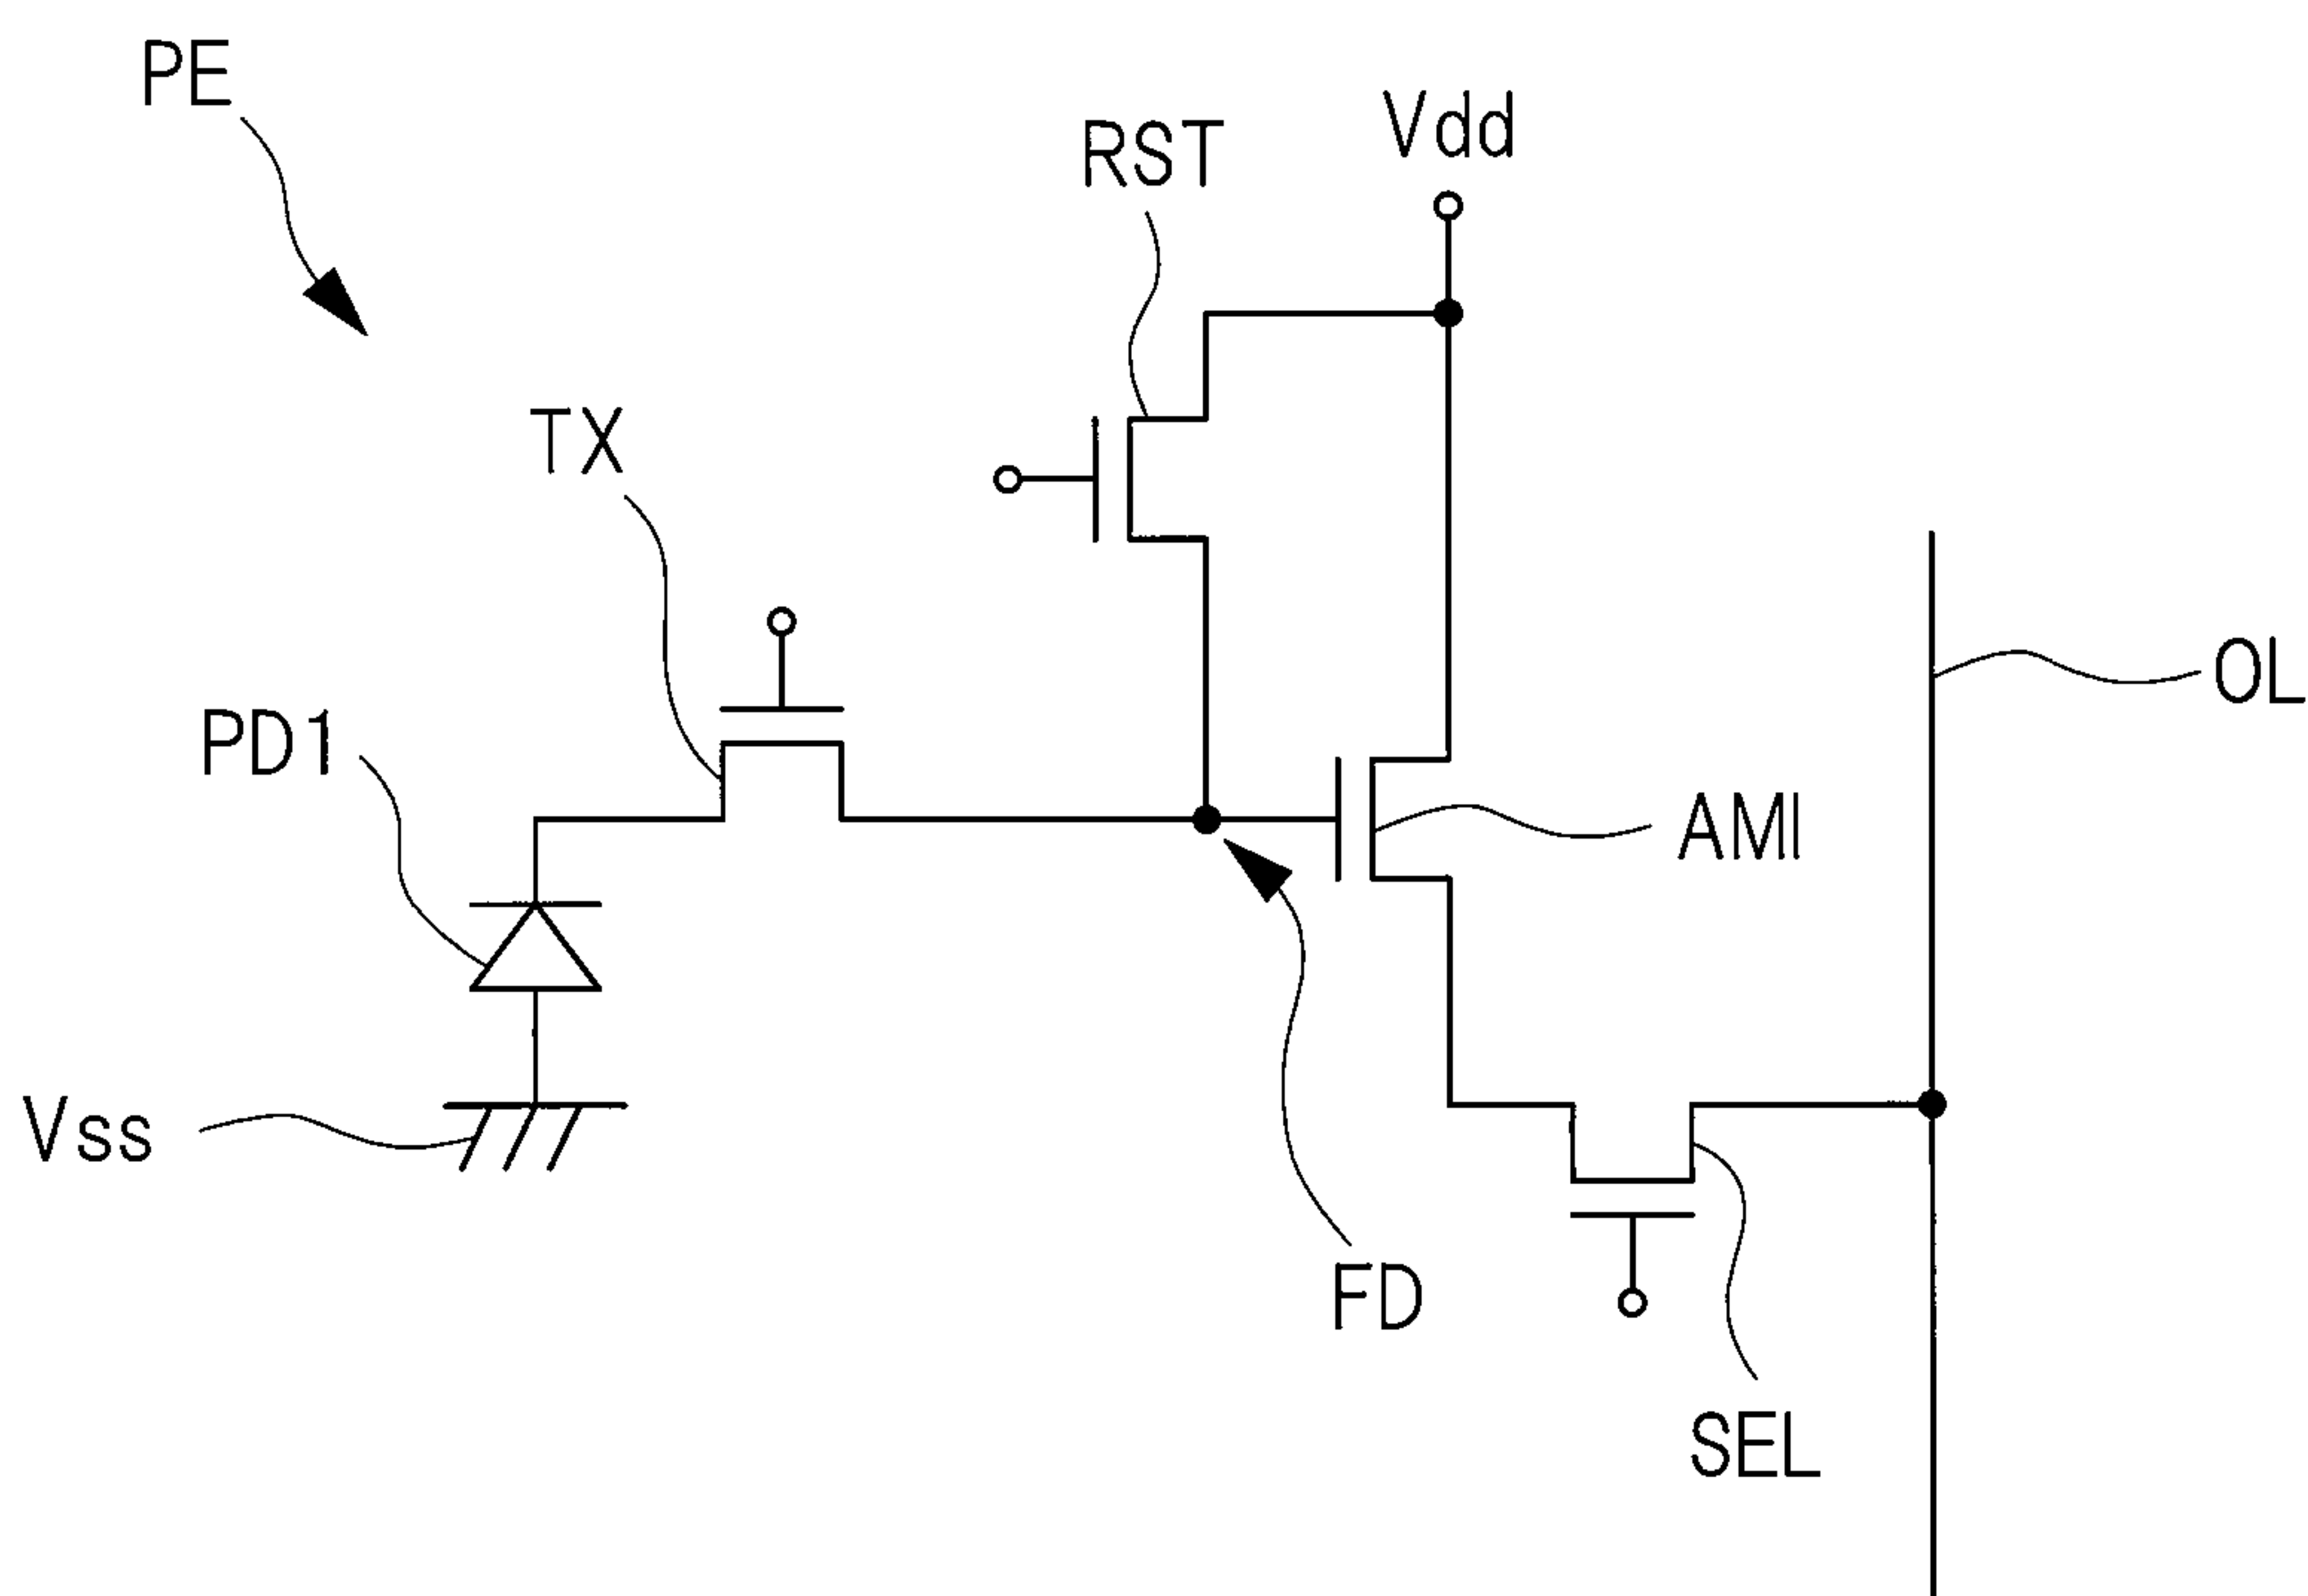 PE
Vdd
RST
TX
OL
PD1
AMI
Vss
FD
SEL